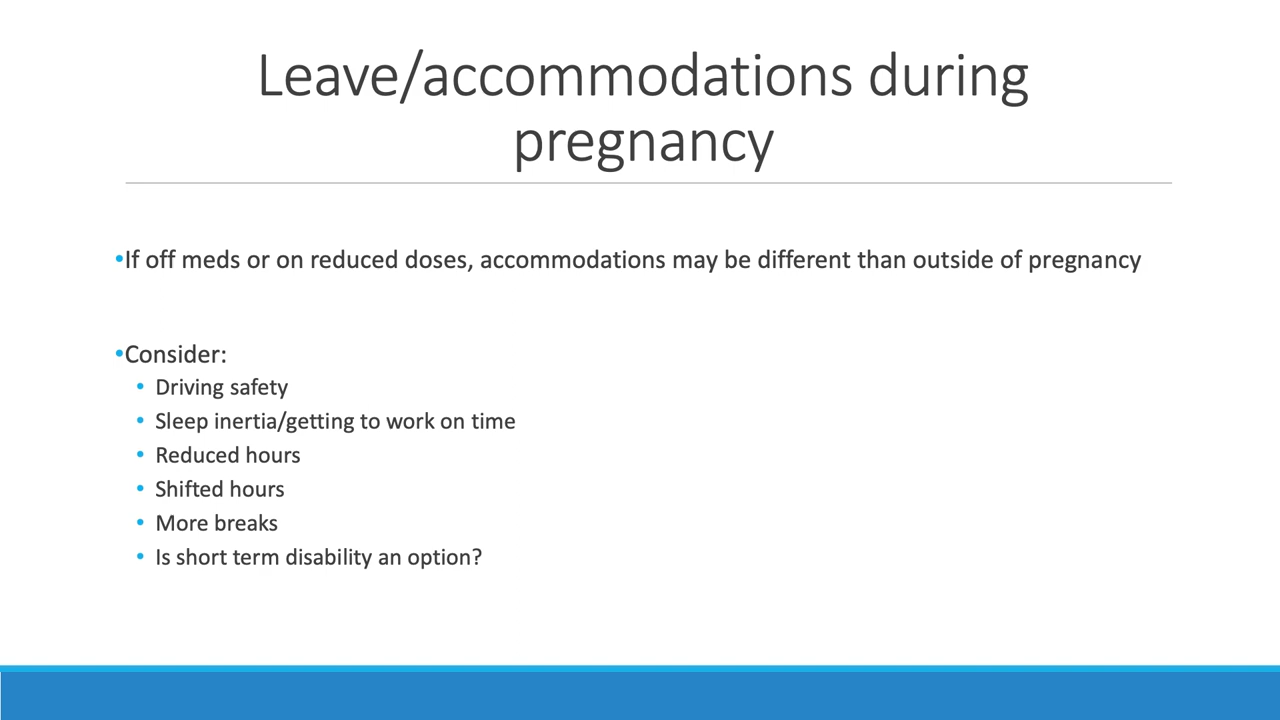 Leave/accommodations during
pregnancy
•If off meds or on reduced doses, accommodations may be different than outside of pregnancy
•Consider:
• Driving safety
• Sleep inertia/getting to work on time
• Reduced hours
• Shifted hours
• More breaks
• Is short term disability an option?